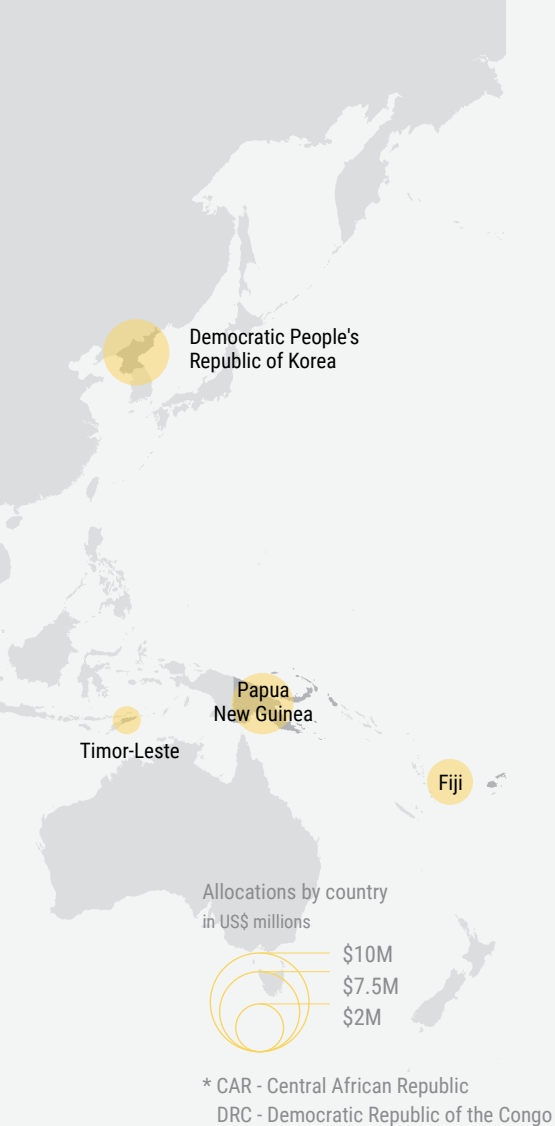 Democratic People's
Republic of Korea
Papua
New Guinea
Timor-Leste
Fiji
Allocations by country
in US$ millions
$10M
$7.5M
$2M
* CAR - Central African Republic
DRC - Democratic Republic of the Congo